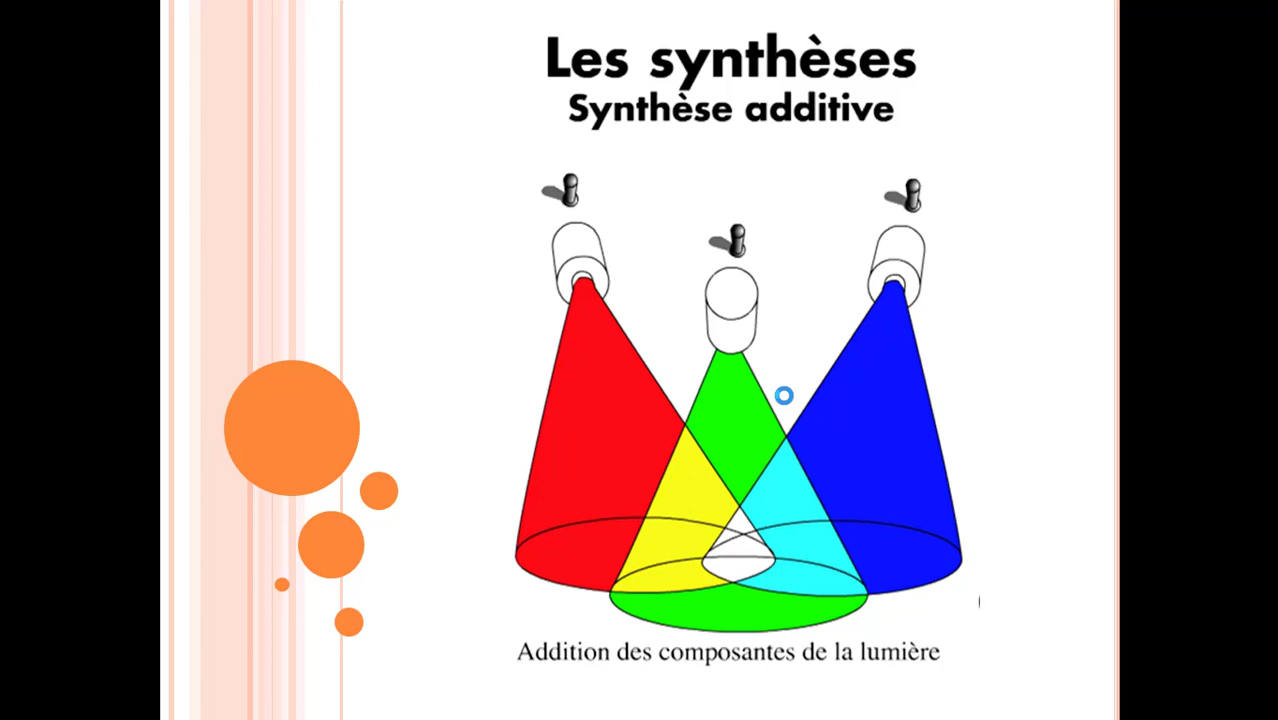 Les synthèses
Synthèse additive
Addition des composantes de la lumière